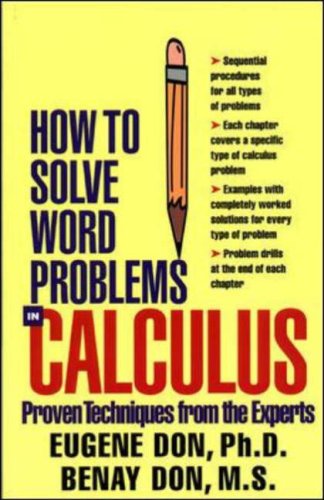 HOW TO
SOLVE
WORD
PROBLEMS
IN
CALCULUS
➤ Sequential
procedures
for all types
of problems
➤ Each chapter
covers a specific
type of calculus
problem
➤ Examples with
completely worked
solutions for every
type of problem
➤ Problem drills
at the end of each
chapter
Proven Techniques from the Experts
EUGENE DON, Ph.D.
BENAY DON, M.S.